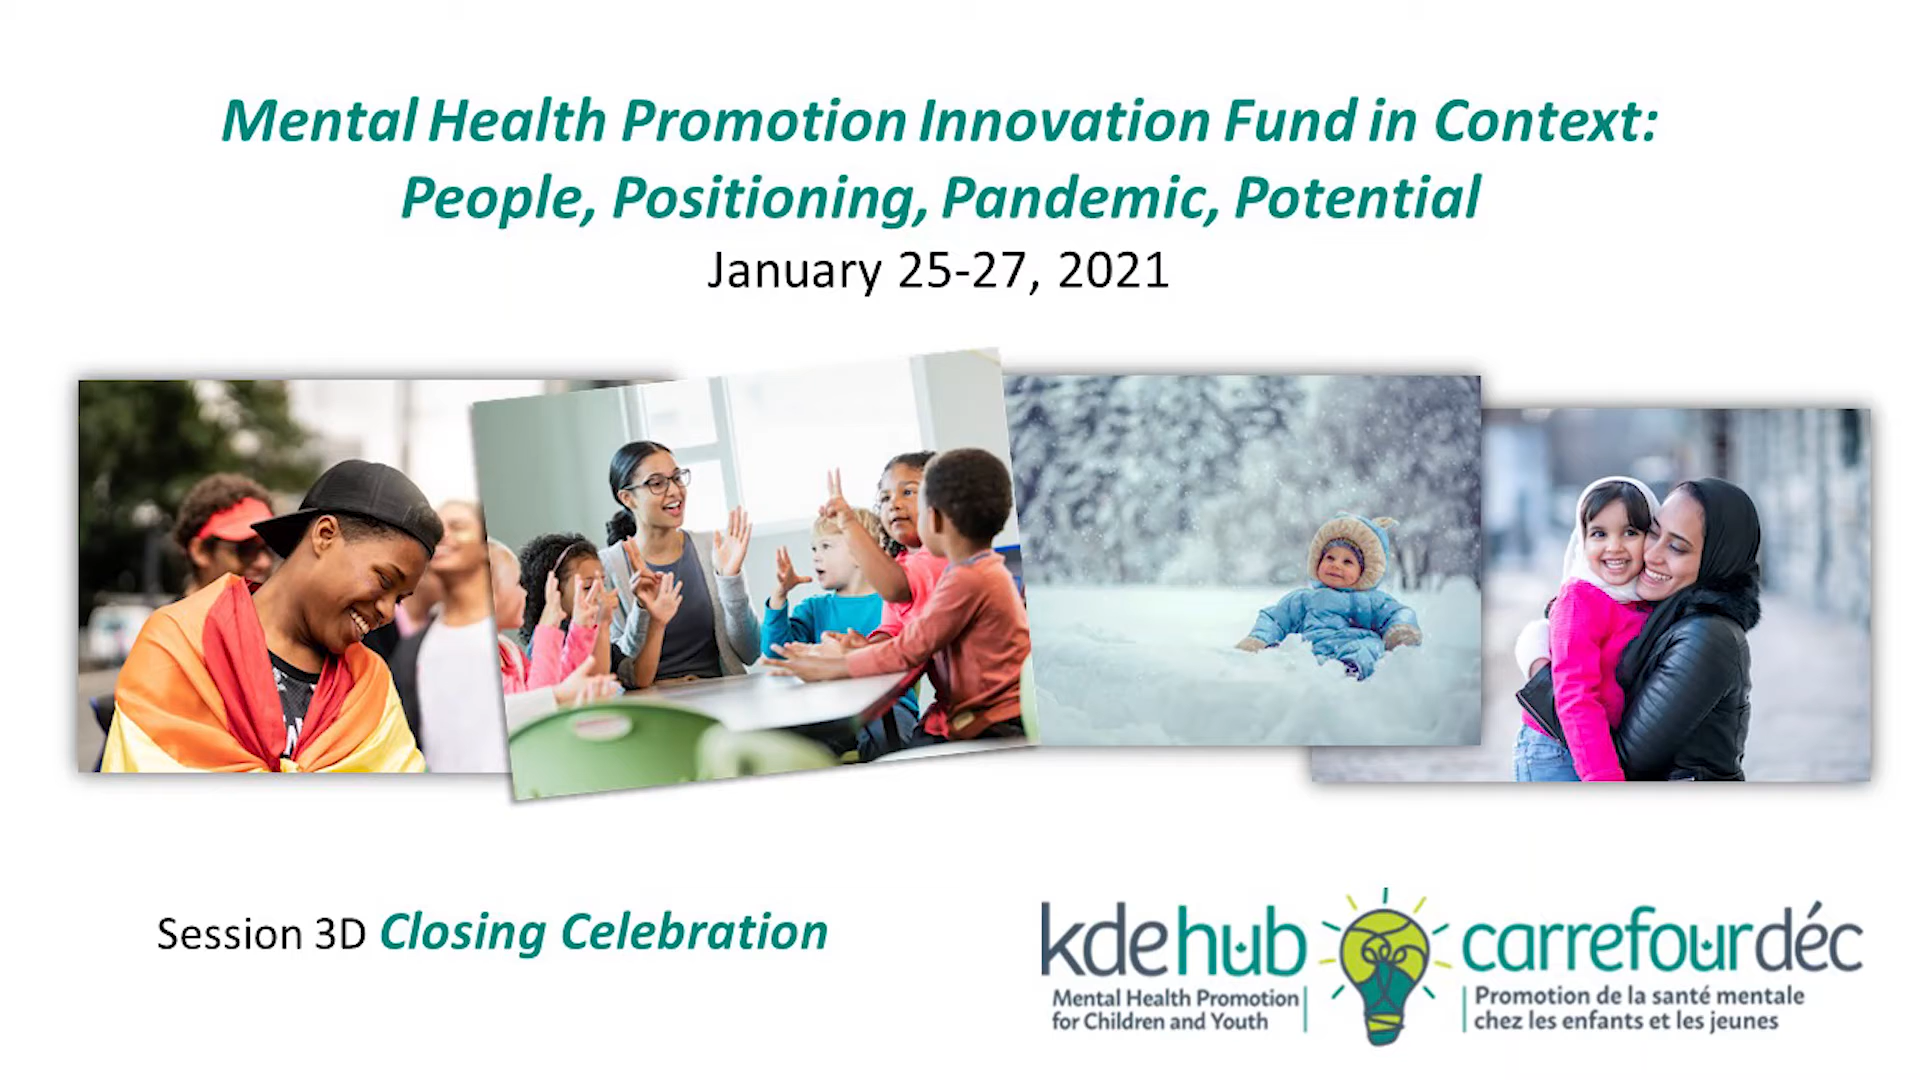 Mental Health Promotion Innovation Fund in Context:
People, Positioning, Pandemic, Potential
January 25-27, 2021
Session 3D Closing Celebration
kdehub
Mental Health Promotion
for Children and Youth
carrefourdéc
Promotion de la santé mentale
chez les enfants et les jeunes